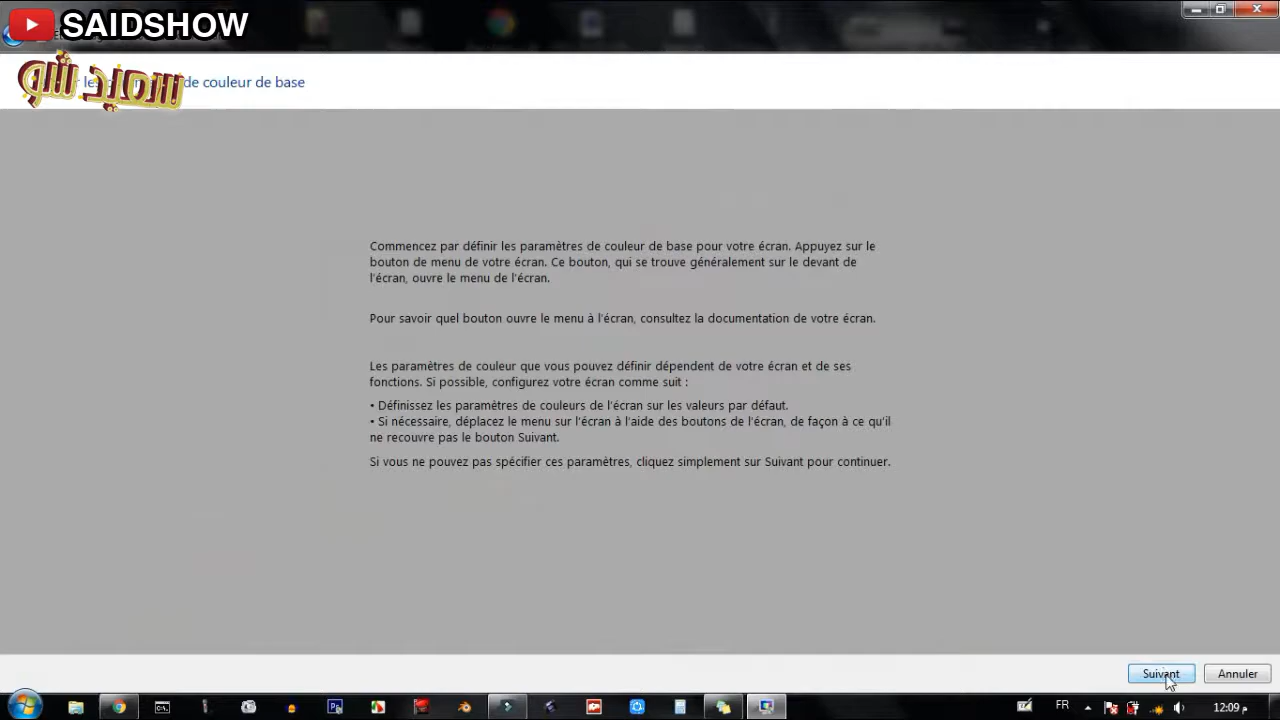 SAIDSHOW
سعيد شو
les
de couleur de base
Commencez par définir les paramètres de couleur de base pour votre écran. Appuyez sur le
bouton de menu de votre écran. Ce bouton, qui se trouve généralement sur le devant de
l'écran, ouvre le menu de l'écran.
Pour savoir quel bouton ouvre le menu à l'écran, consultez la documentation de votre écran.
Les paramètres de couleur que vous pouvez définir dépendent de votre écran et de ses
fonctions. Si possible, configurez votre écran comme suit :
• Définissez les paramètres de couleurs de l'écran sur les valeurs par défaut.
• Si nécessaire, déplacez le menu sur l'écran à l'aide des boutons de l'écran, de façon à ce qu'il
ne recouvre pas le bouton Suivant.
Si vous ne pouvez pas spécifier ces paramètres, cliquez simplement sur Suivant pour continuer.
Suivant
Annuler
FR
12:09